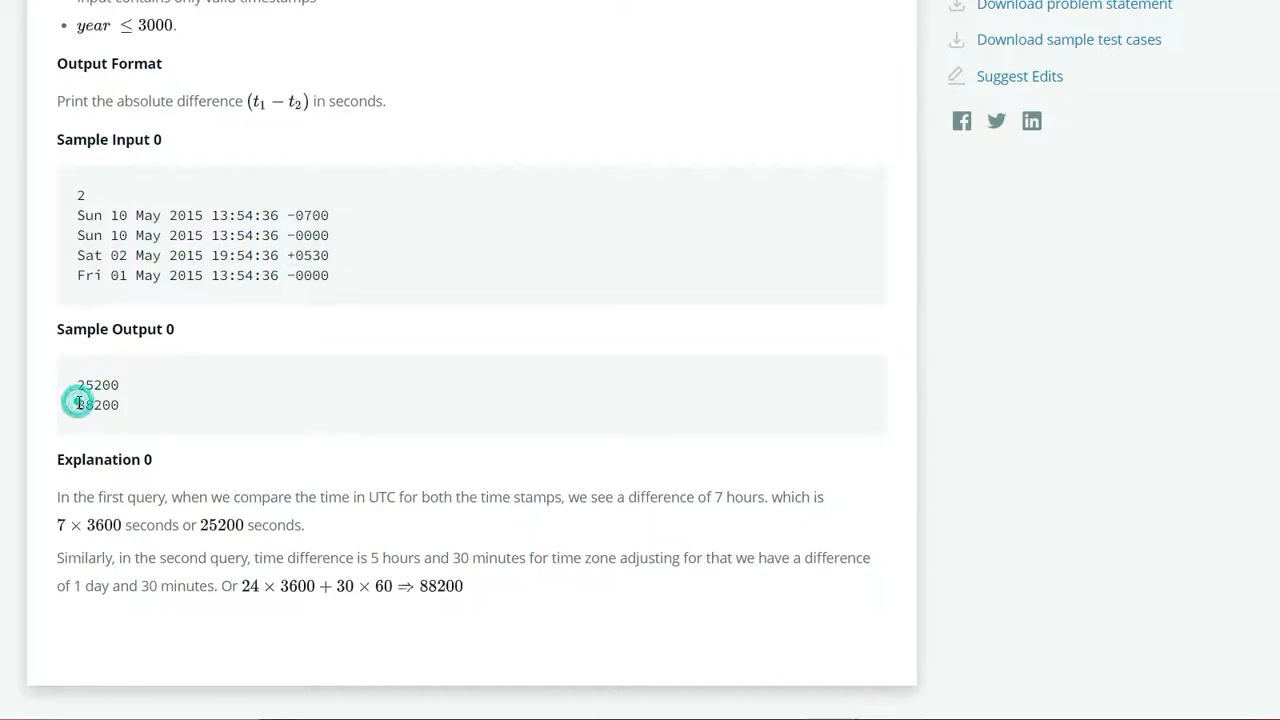 Input contains only valid timestamps
• year ≤ 3000.
Output Format
Print the absolute difference (t₁ − t₂) in seconds.
Sample Input 0
2
Sun 10 May 2015 13:54:36 -0700
Sun 10 May 2015 13:54:36 -0000
Sat 02 May 2015 19:54:36 +0530
Fri 01 May 2015 13:54:36 -0000
Sample Output 0
25200
88200
Explanation 0
In the first query, when we compare the time in UTC for both the time stamps, we see a difference of 7 hours. which is
7 × 3600 seconds or 25200 seconds.
Similarly, in the second query, time difference is 5 hours and 30 minutes for time zone adjusting for that we have a difference
of 1 day and 30 minutes. Or 24 × 3600 + 30 × 60 ⇒ 88200
Download problem statement
Download sample test cases
Suggest Edits